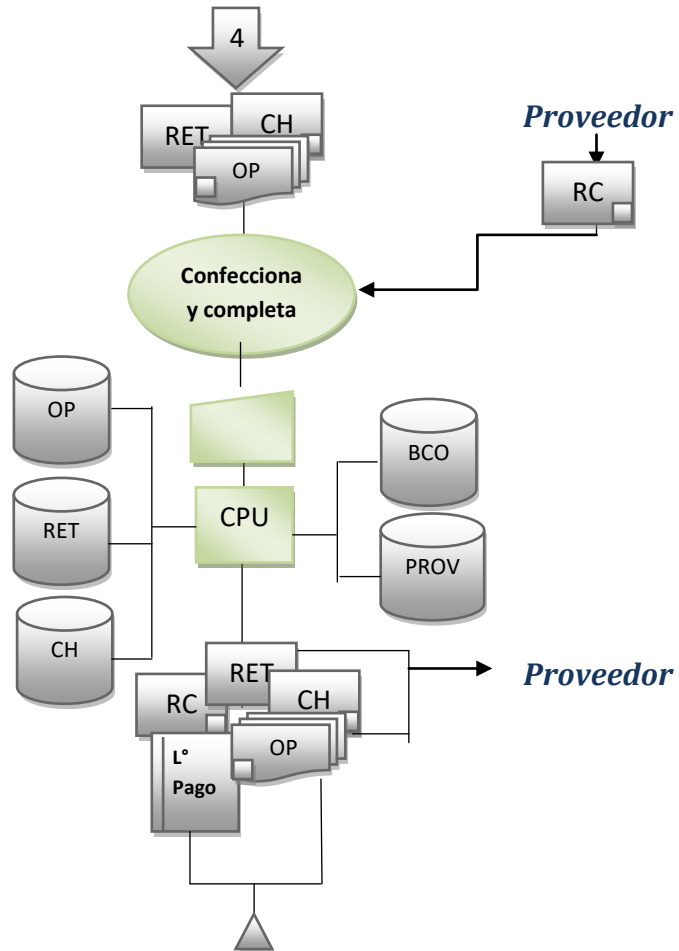 4
RET
CH
OP
Proveedor
RC
Confecciona
y completa
OP
BCO
CPU
RET
PROV
CH
RET
Proveedor
RC
CH
OP
L°
Pago